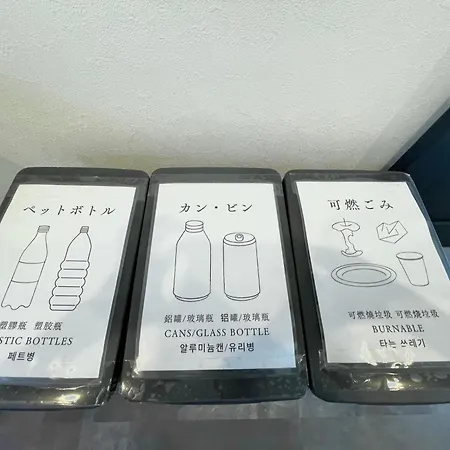 ペットボトル
塑膠瓶 塑胶瓶
STIC BOTTLES
페트병
カン・ビン
鋁罐/玻璃瓶 铝罐/玻璃瓶
CANS/GLASS BOTTLE
알루미늄캔/유리병
可燃ごみ
可燃燒垃圾 可燃烧垃圾
BURNABLE
타는 쓰레기